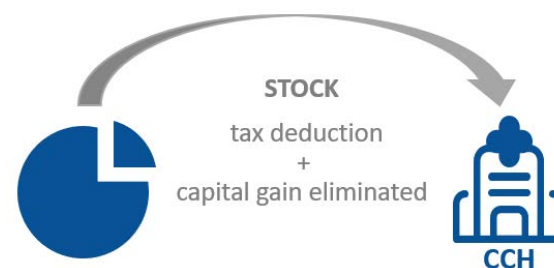 STOCK
tax deduction
+
capital gain eliminated
CCH